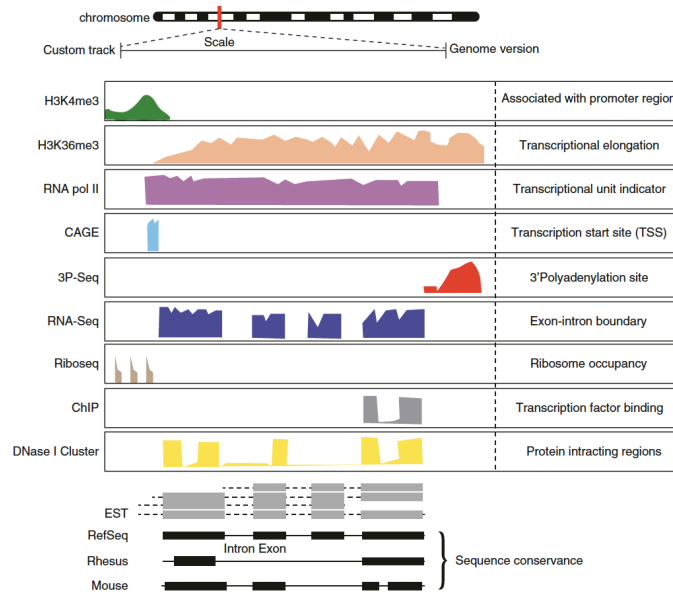 chromosome
Scale
Custom track
Genome version
H3K4me3
Associated with promoter region
H3K36me3
Transcriptional elongation
RNA pol II
Transcriptional unit indicator
CAGE
Transcription start site (TSS)
3P-Seq
3'Polyadenylation site
RNA-Seq
Exon-intron boundary
Riboseq
Ribosome occupancy
ChIP
Transcription factor binding
DNase I Cluster
Protein intracting regions
EST
RefSeq
Intron Exon
Rhesus
Sequence conservance
Mouse